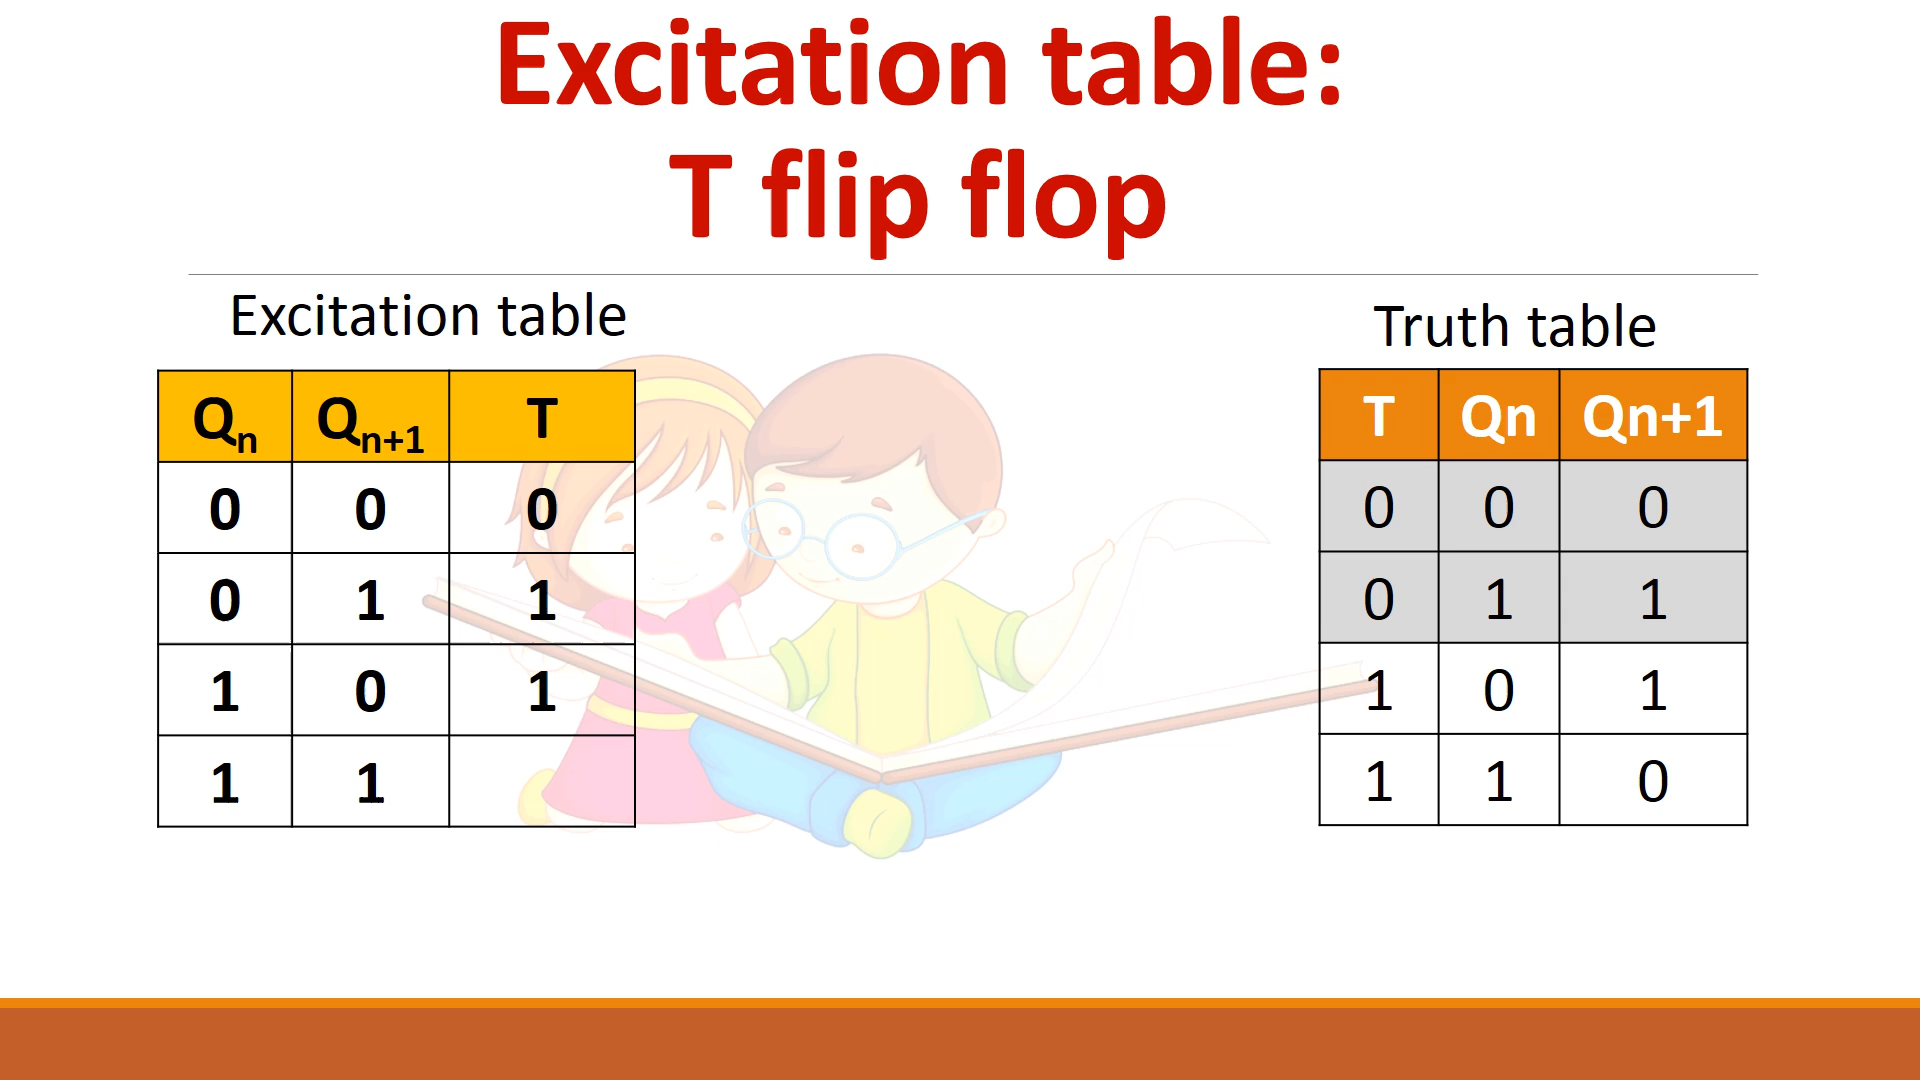 Excitation table:
T flip flop
Excitation table
Qn Qn+1 T
0 0 0
0 1 1
1 0 1
1 1
Truth table
T Qn Qn+1
0 0 0
0 1 1
1 0 1
1 1 0